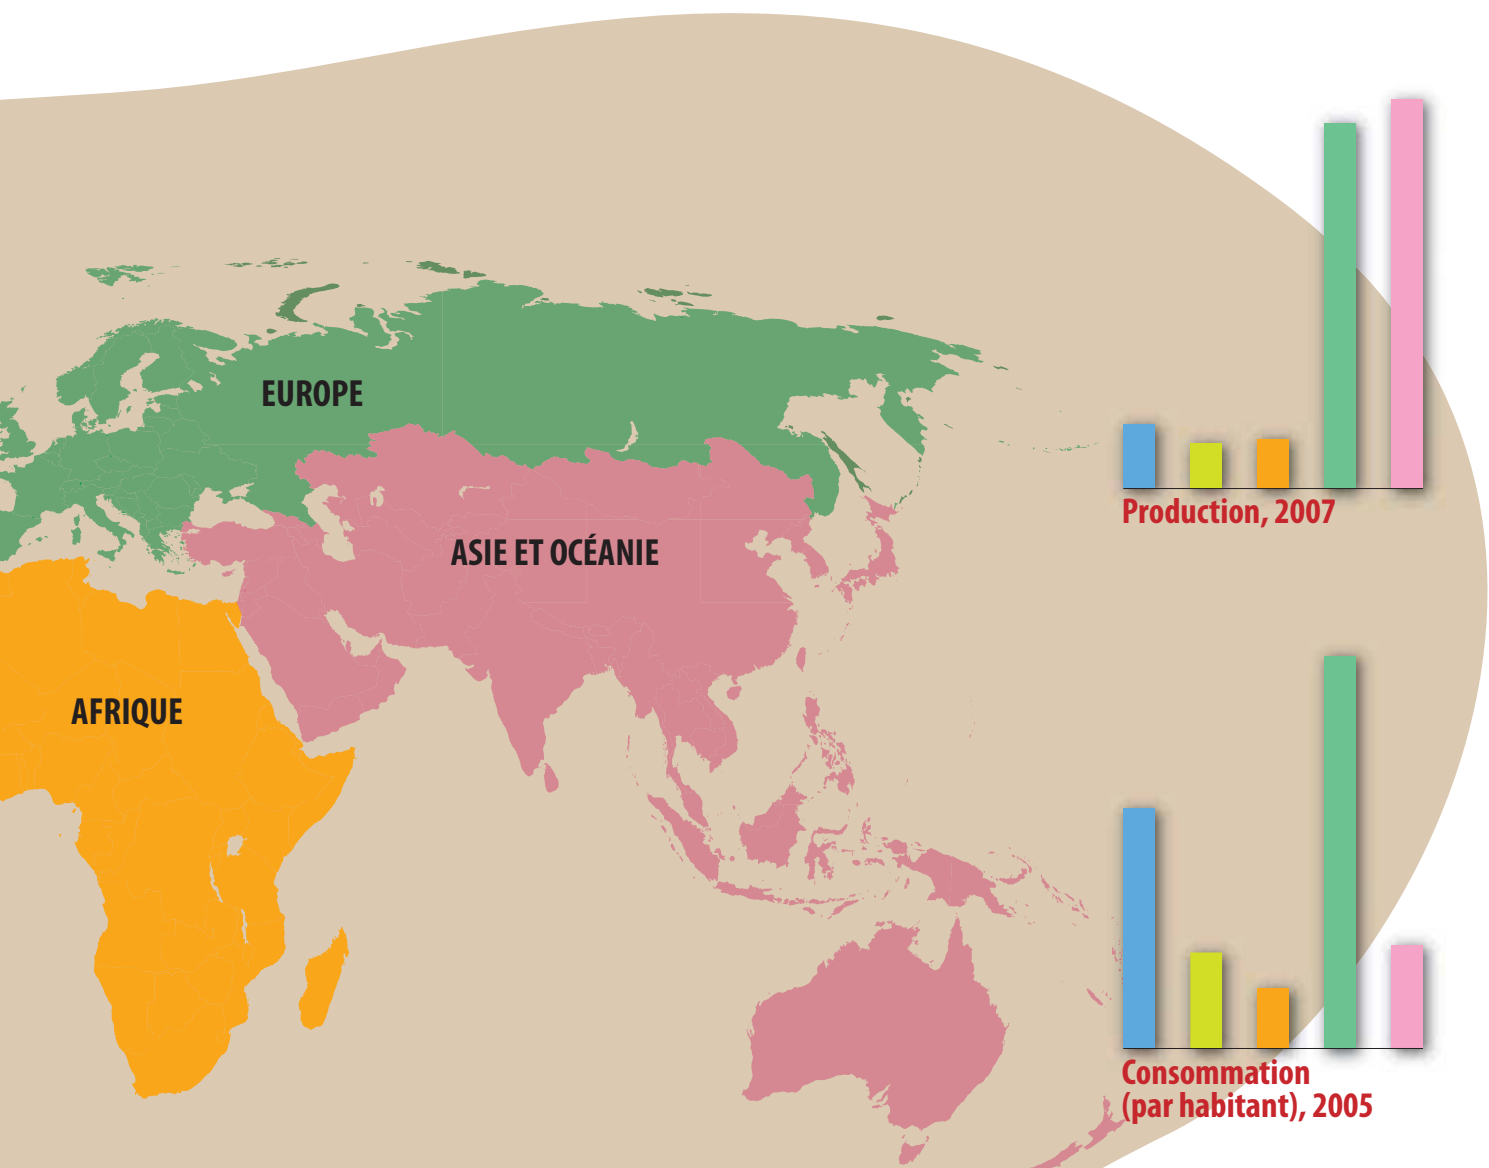 EUROPE
ASIE ET OCÉANIE
AFRIQUE
Production, 2007
Consommation
(par habitant), 2005